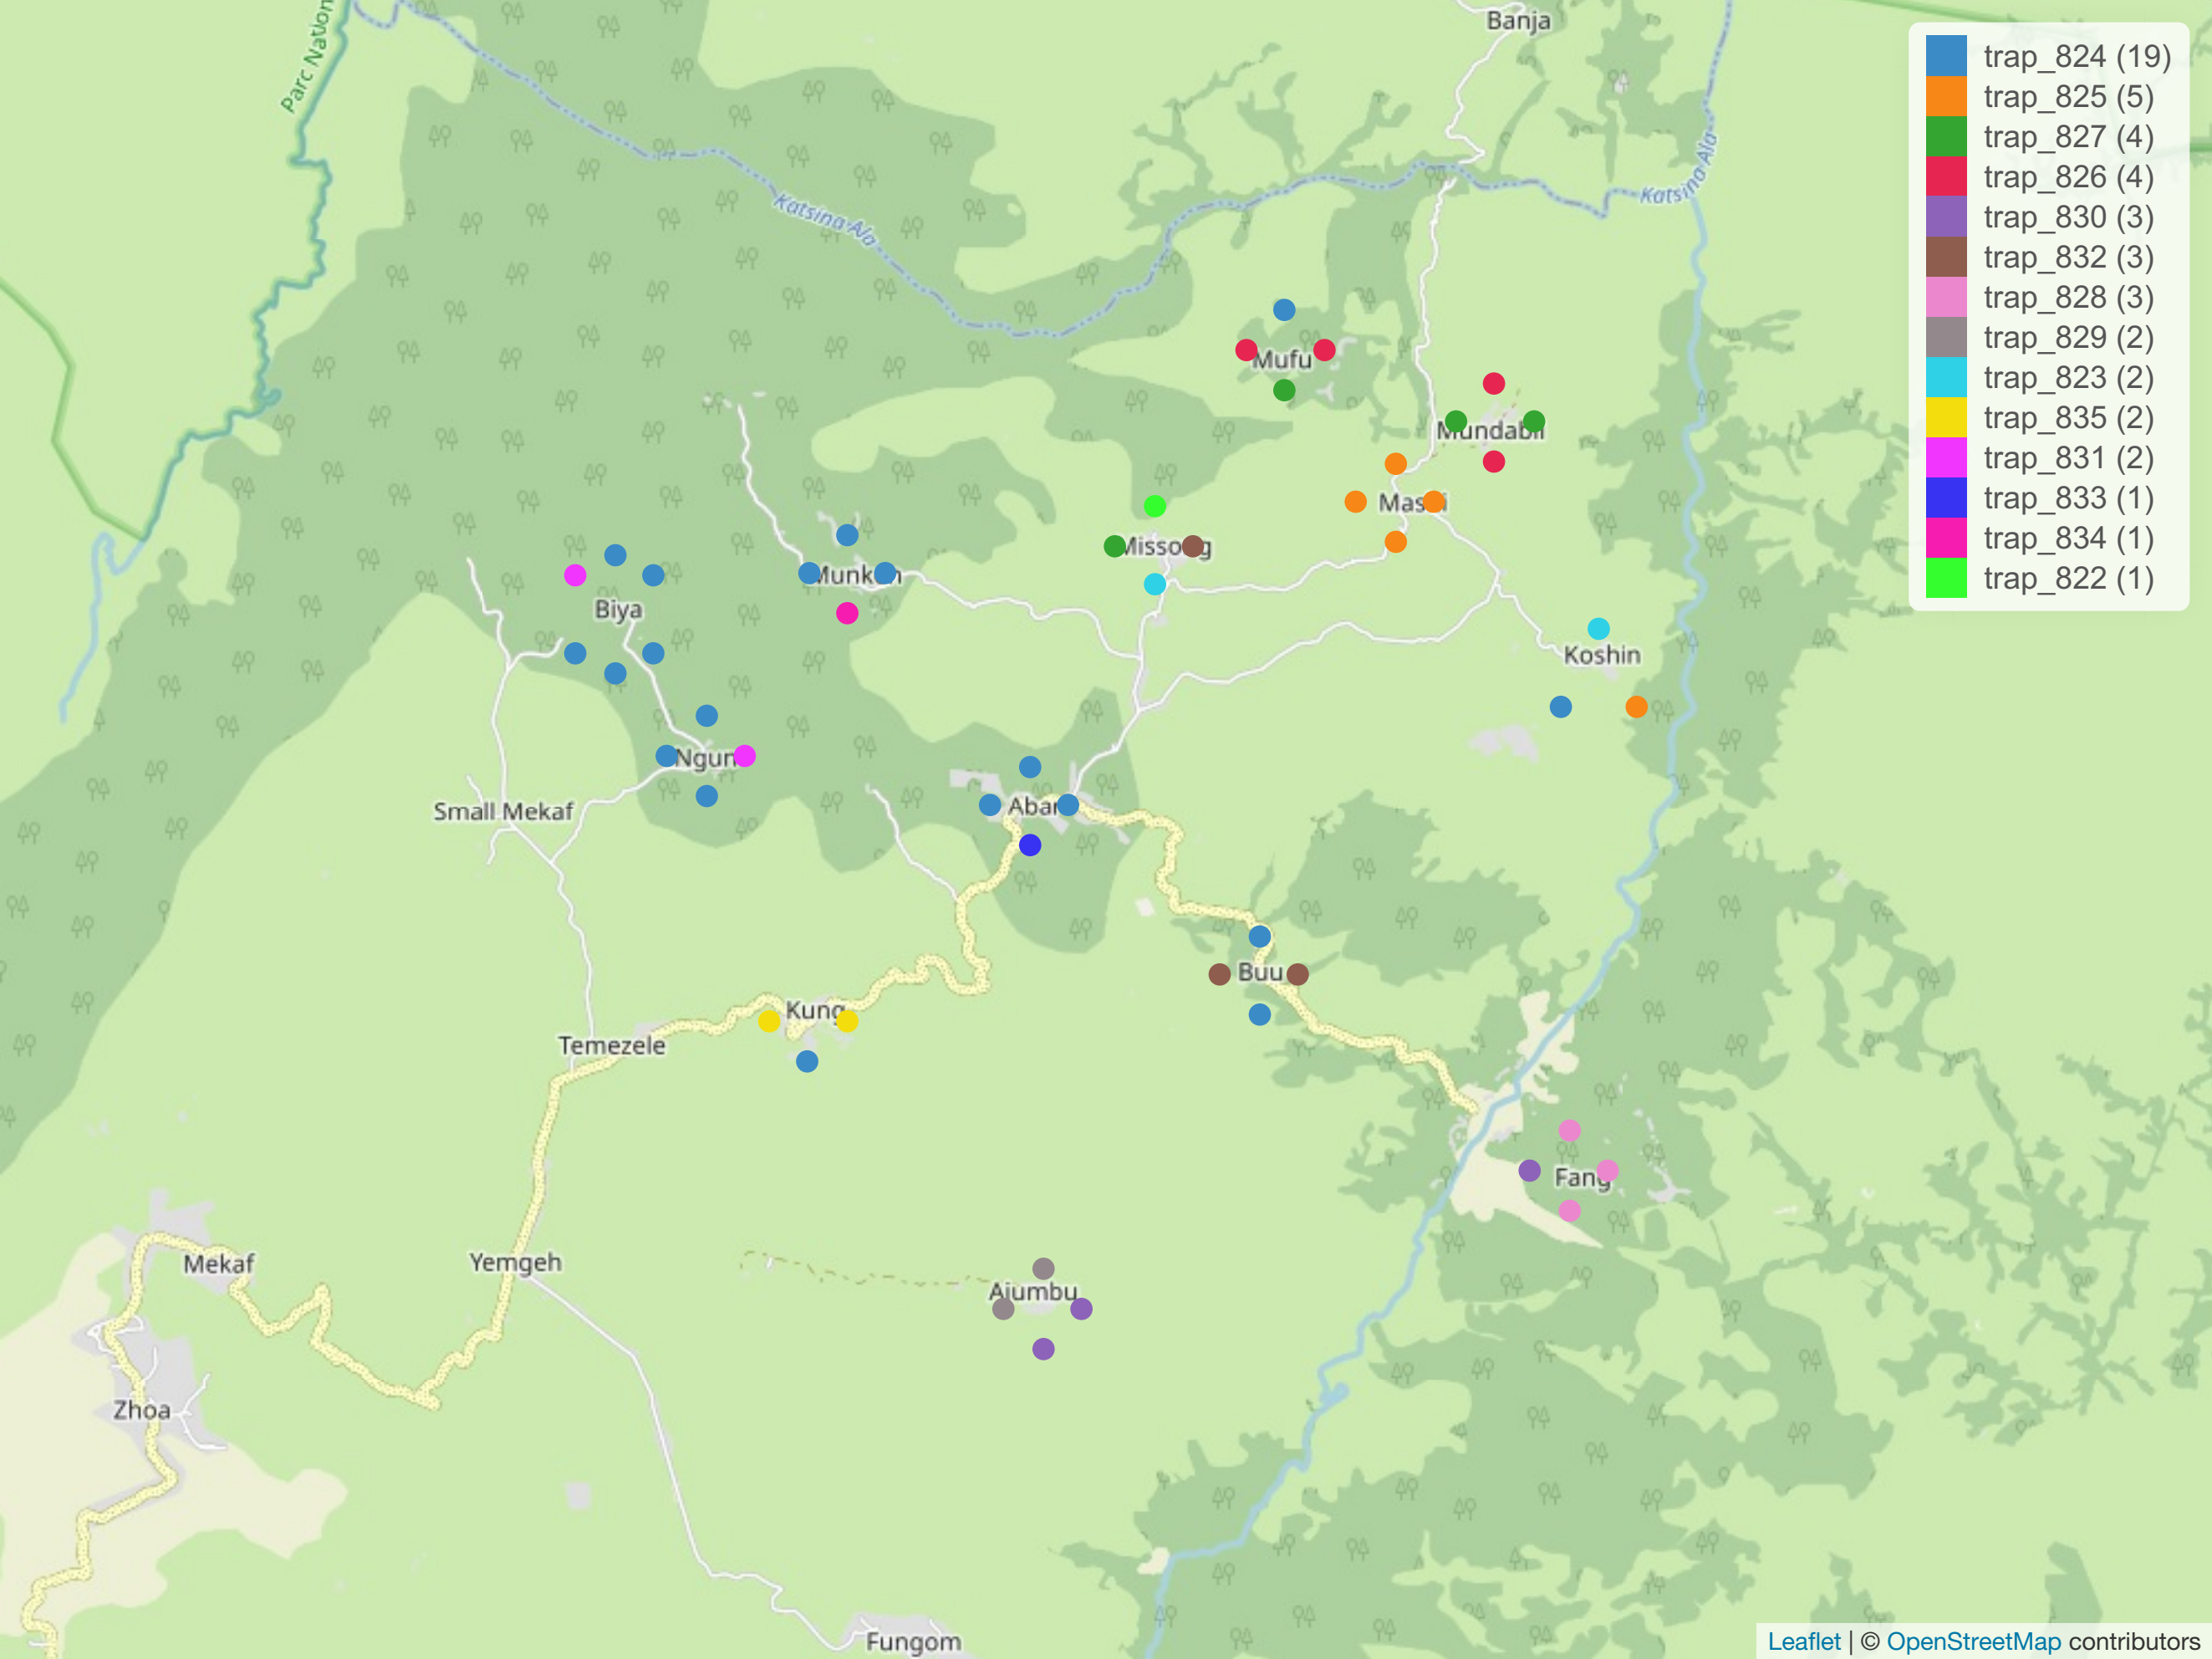 Banja
Parc Nation
trap_824 (19)
trap_825 (5)
trap_827 (4)
trap_826 (4)
trap_830 (3)
trap_832 (3)
trap_828 (3)
trap_829 (2)
trap_823 (2)
trap_835 (2)
trap_831 (2)
trap_833 (1)
trap_834 (1)
trap_822 (1)
Katsina-Ala
Katsina-Ala
Mufu
Mundabli
Missong
Biya
Koshin
Ngun
Small Mekaf
Abar
Buu
Kung
Temezele
Fang
Mekaf
Yemgeh
Ajumbu
Zhoa
Fungom
Leaflet | © OpenStreetMap contributors